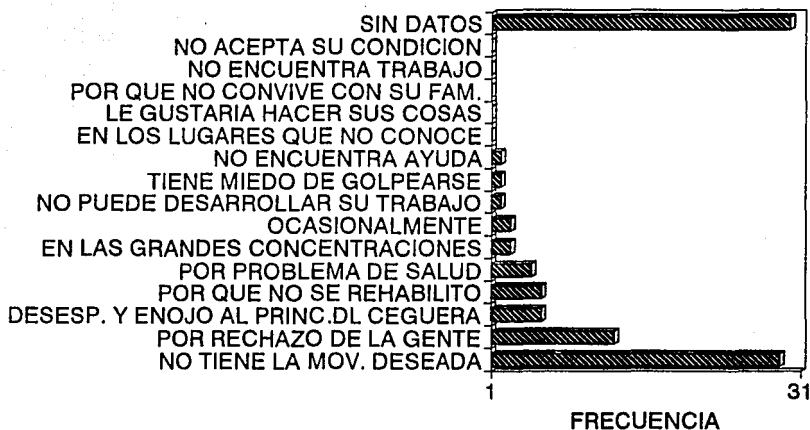 SIN DATOS
NO ACEPTA SU CONDICION
NO ENCUENTRA TRABAJO
POR QUE NO CONVIVE CON SU FAM.
LE GUSTARIA HACER SUS COSAS
EN LOS LUGARES QUE NO CONOCE
NO ENCUENTRA AYUDA
TIENE MIEDO DE GOLPEARSE
NO PUEDE DESARROLLAR SU TRABAJO
OCASIONALMENTE
EN LAS GRANDES CONCENTRACIONES
POR PROBLEMA DE SALUD
POR QUE NO SE REHABILITO
DESESP. Y ENOJO AL PRINC.DL CEGUERA
POR RECHAZO DE LA GENTE
NO TIENE LA MOV. DESEADA
1 31
FRECUENCIA